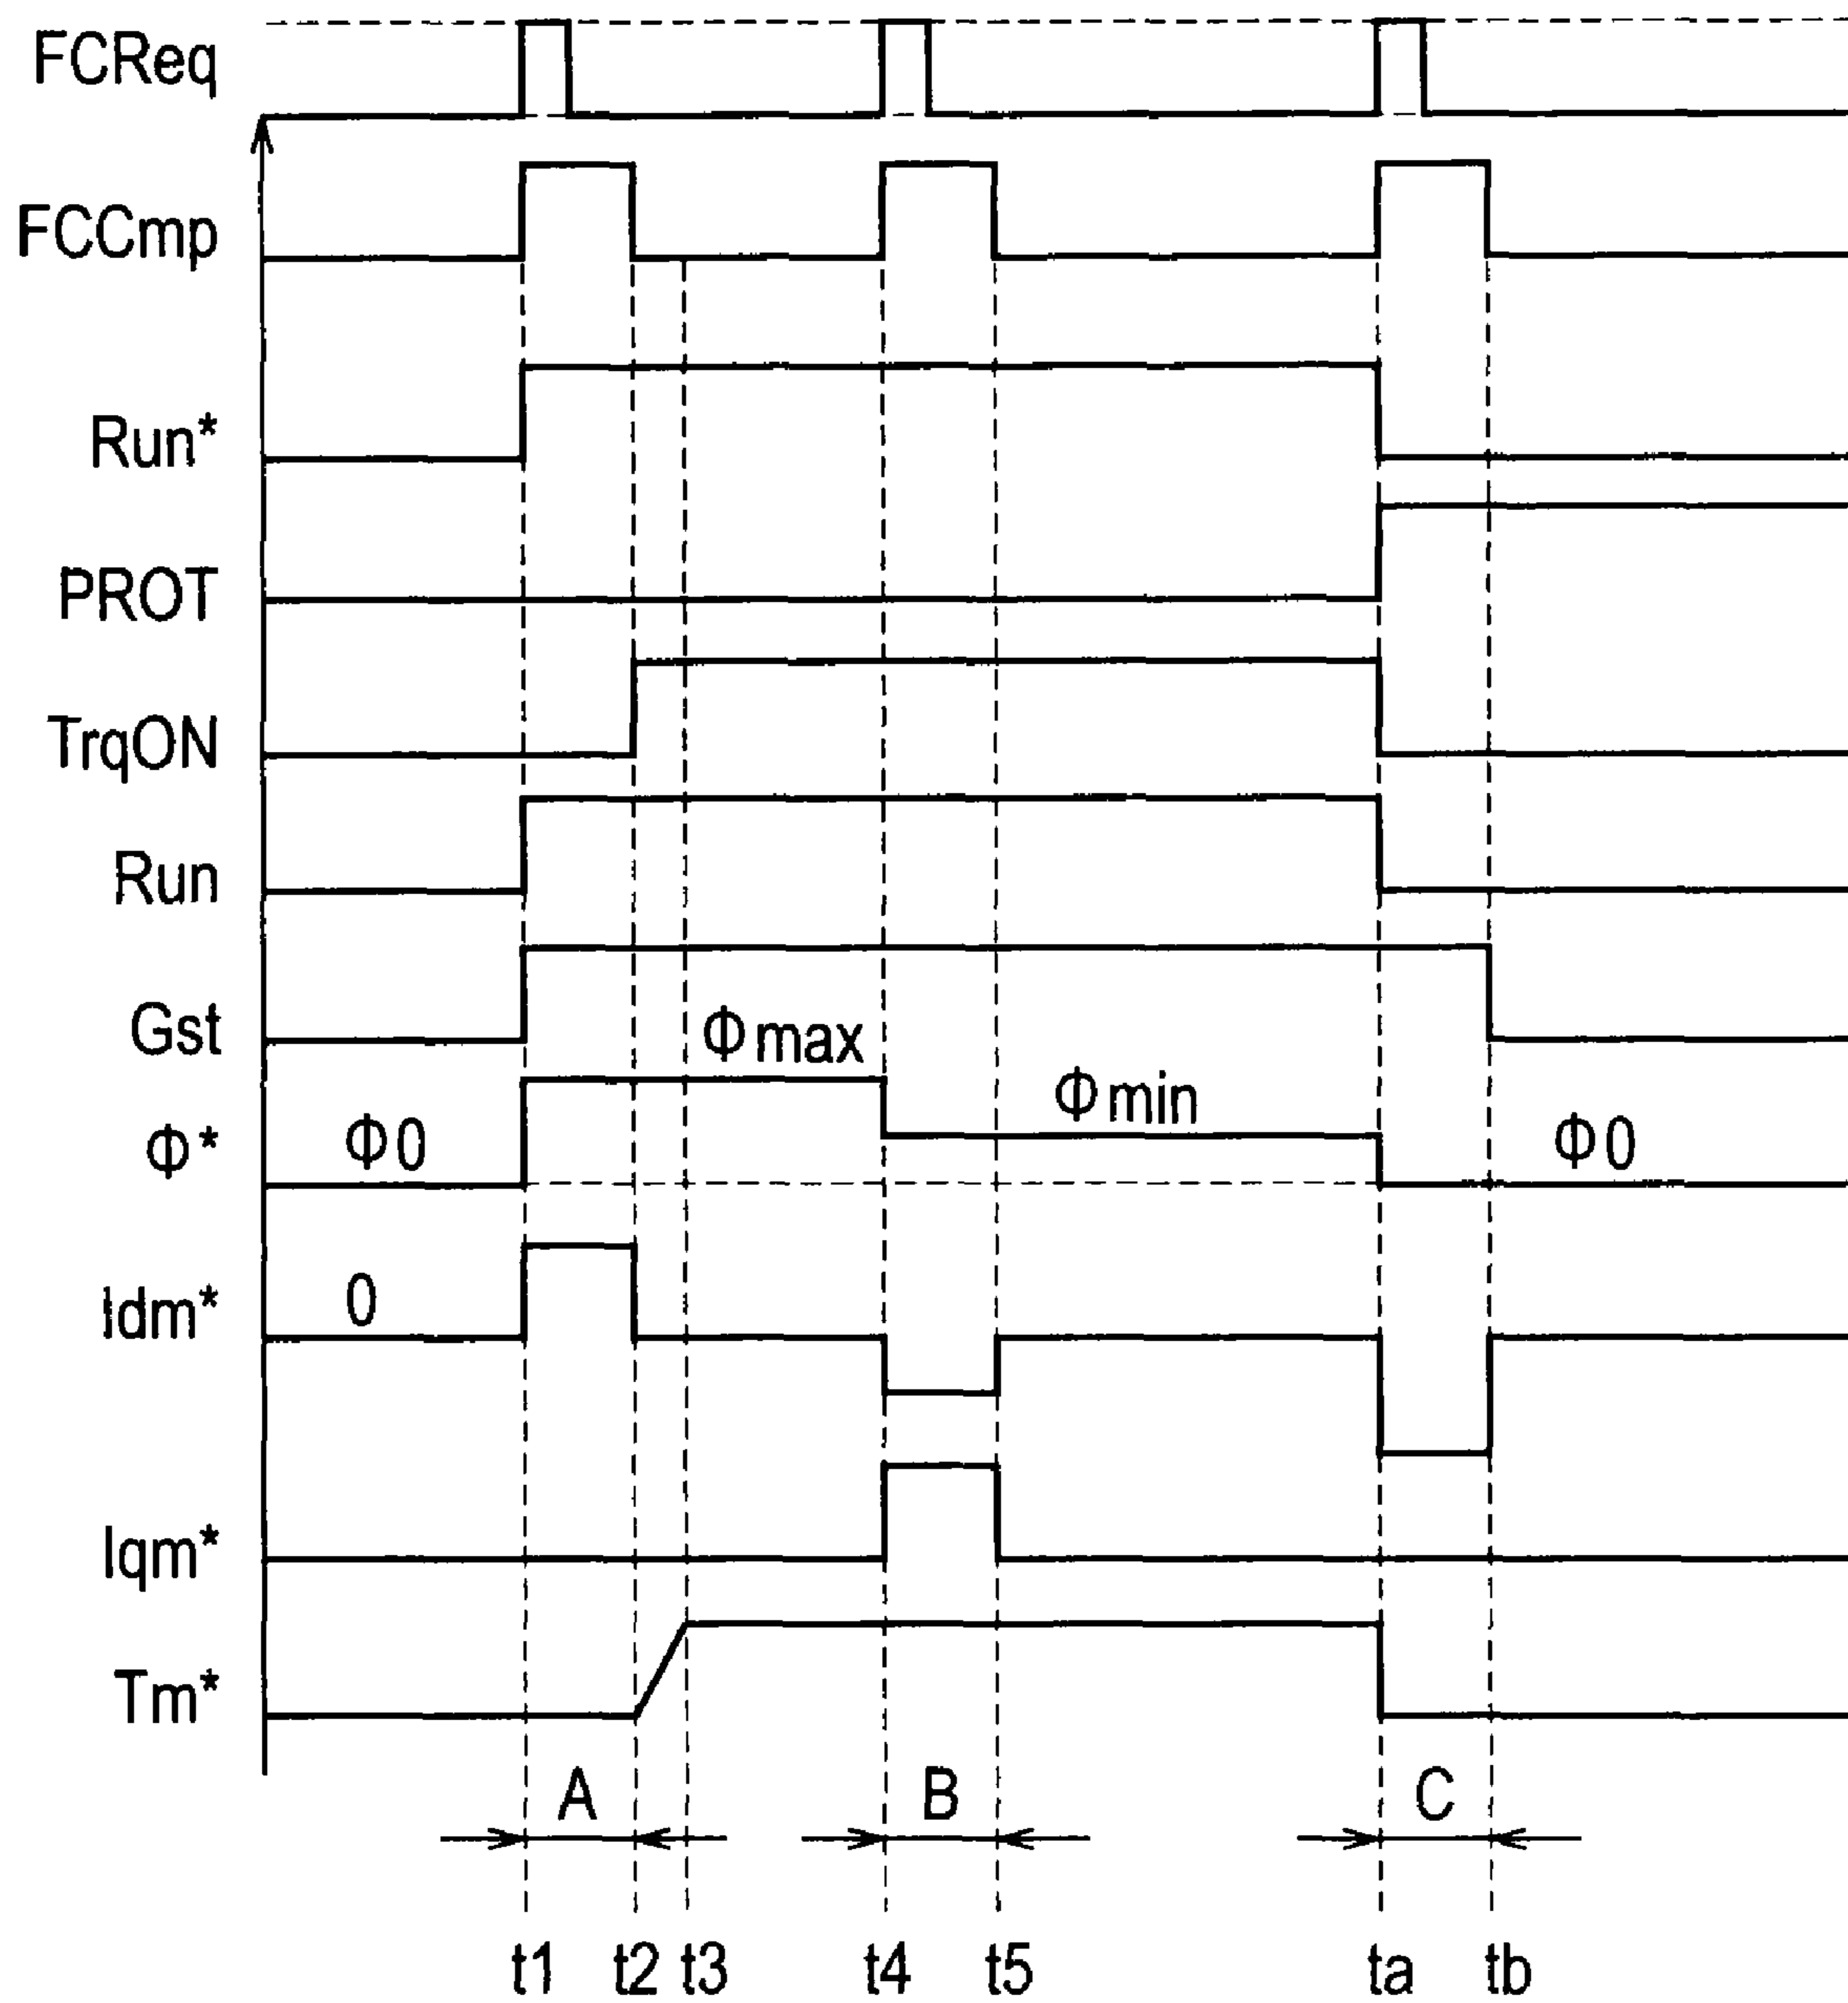 FCReq
FCCmp
Run*
PROT
TrqON
Run
Gst
Φmax
Φmin
Φ* Φ0 Φ0
Idm* 0
Iqm*
Tm*
A B C
t1 t2 t3 t4 t5 ta tb